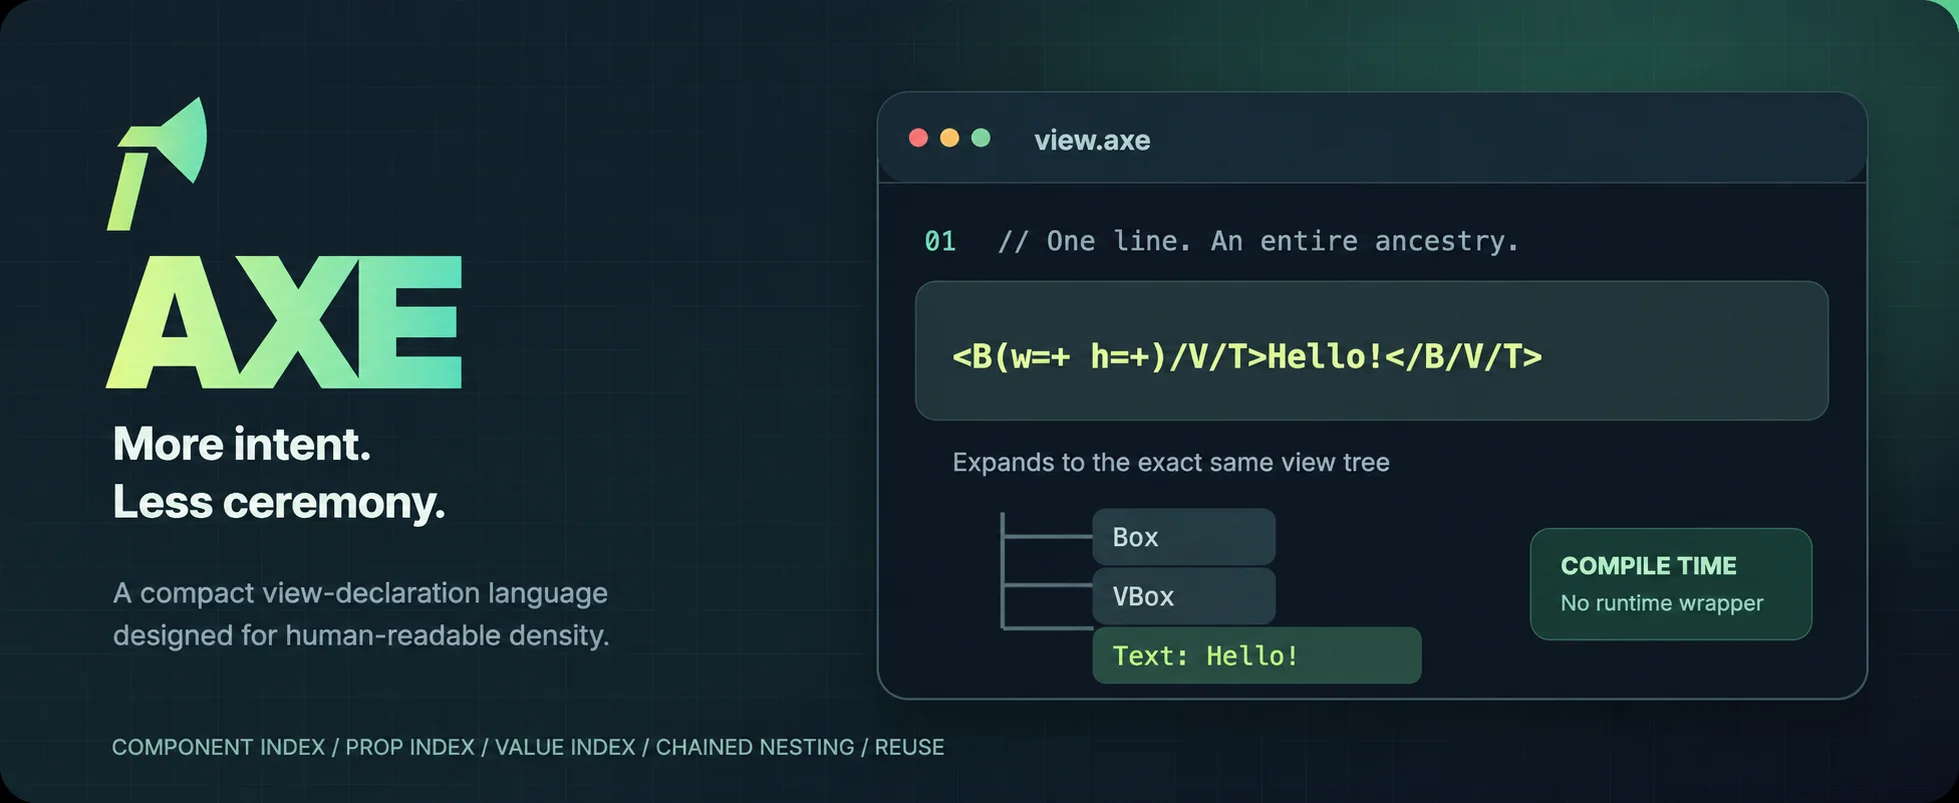 AXE
More intent.
Less ceremony.
A compact view-declaration language
designed for human-readable density.
COMPONENT INDEX / PROP INDEX / VALUE INDEX / CHAINED NESTING / REUSE
view.axe
01 // One line. An entire ancestry.
<B(w=+ h=+)/V/T>Hello!</B/V/T>
Expands to the exact same view tree
Box
VBox
Text: Hello!
COMPILE TIME
No runtime wrapper